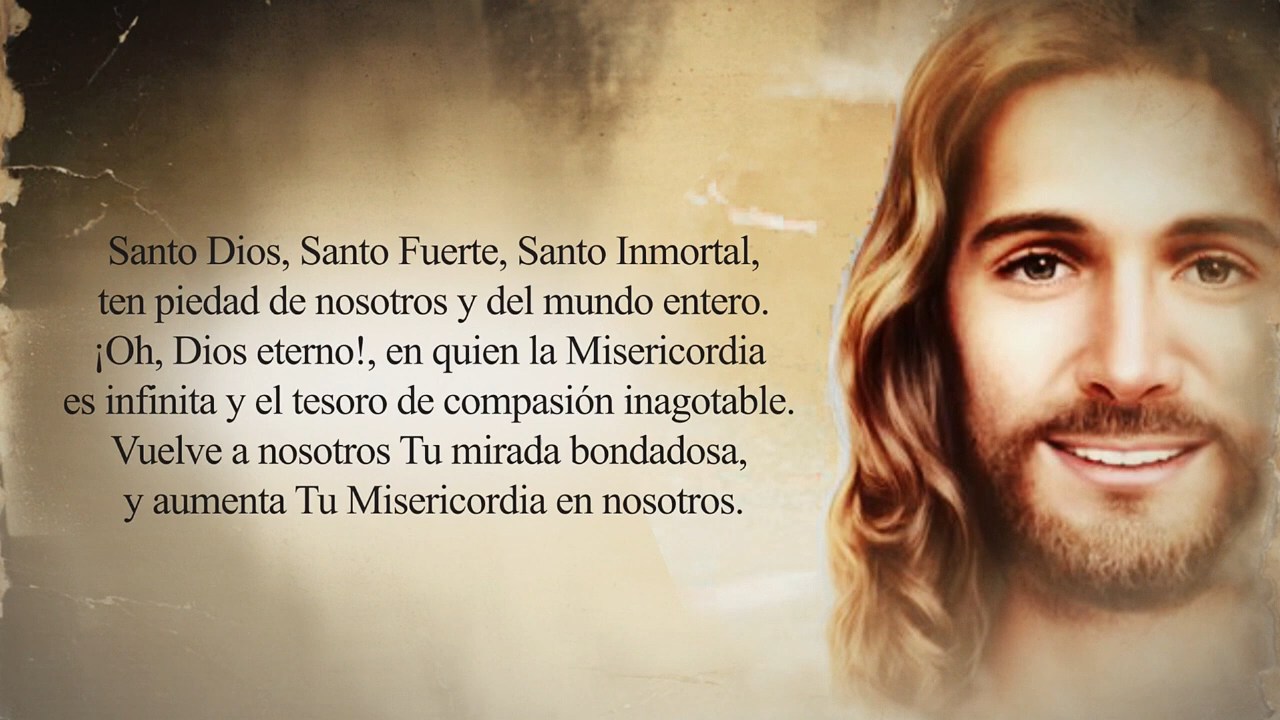 Santo Dios, Santo Fuerte, Santo Inmortal,
ten piedad de nosotros y del mundo entero.
¡Oh, Dios eterno!, en quien la Misericordia
es infinita y el tesoro de compasión inagotable.
Vuelve a nosotros Tu mirada bondadosa,
y aumenta Tu Misericordia en nosotros.